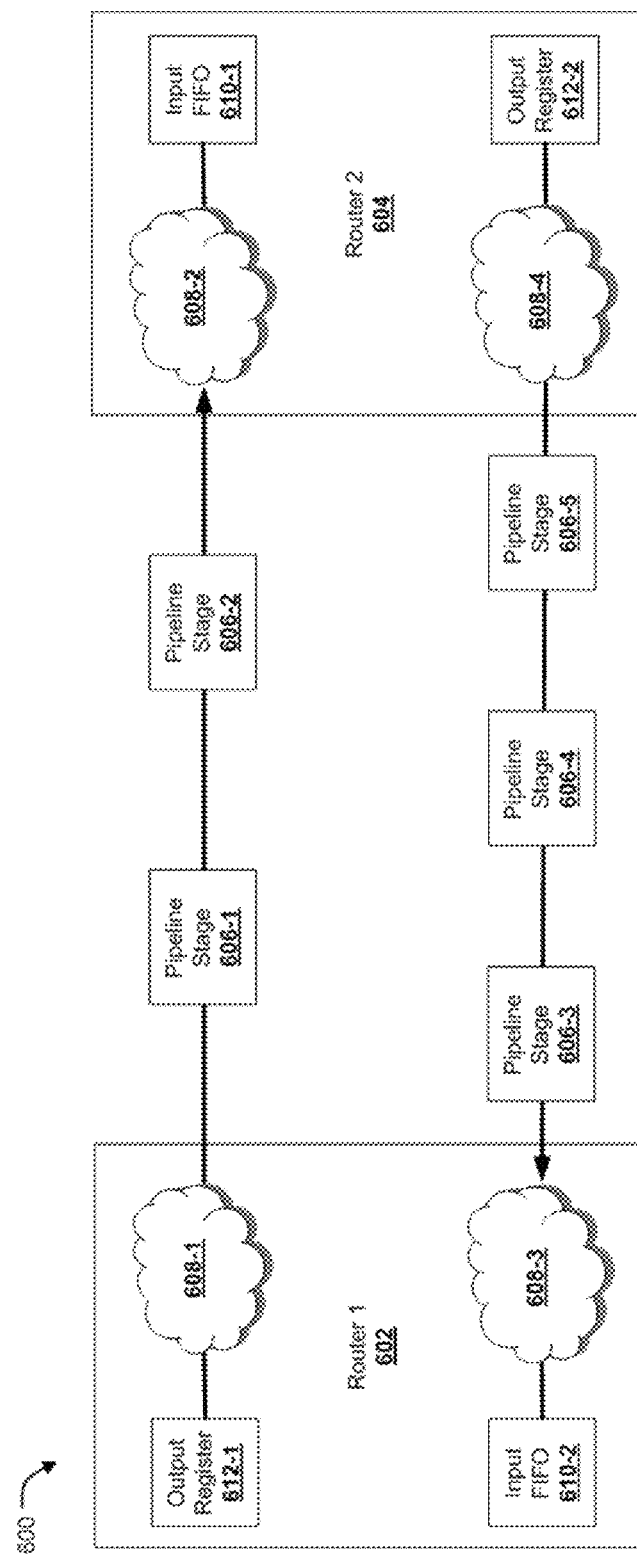 600
Output
Register
612-1
608-1
Pipeline
Stage
606-1
Pipeline
Stage
606-2
608-2
Input
FIFO
610-1
Router 1
602
Router 2
604
Input
FIFO
610-2
608-3
Pipeline
Stage
606-3
Pipeline
Stage
606-4
Pipeline
Stage
606-5
608-4
Output
Register
612-2